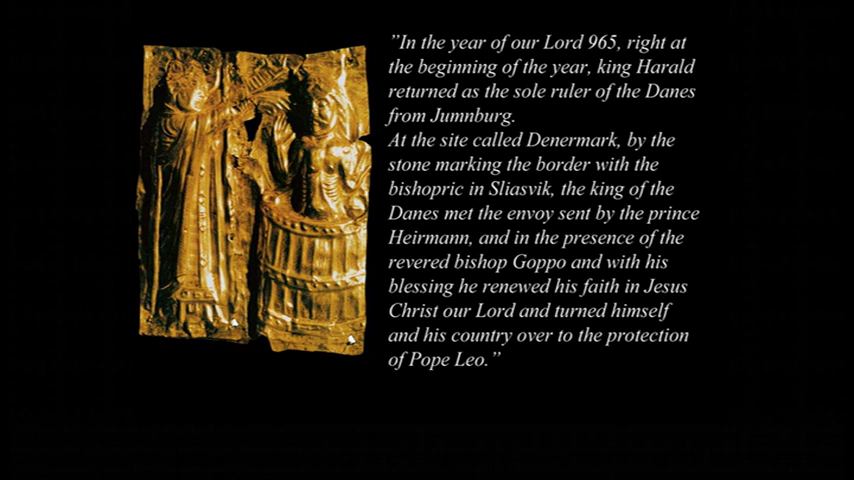 ”In the year of our Lord 965, right at
the beginning of the year, king Harald
returned as the sole ruler of the Danes
from Jumnburg.
At the site called Denermark, by the
stone marking the border with the
bishopric in Sliasvik, the king of the
Danes met the envoy sent by the prince
Heirmann, and in the presence of the
revered bishop Goppo and with his
blessing he renewed his faith in Jesus
Christ our Lord and turned himself
and his country over to the protection
of Pope Leo.”